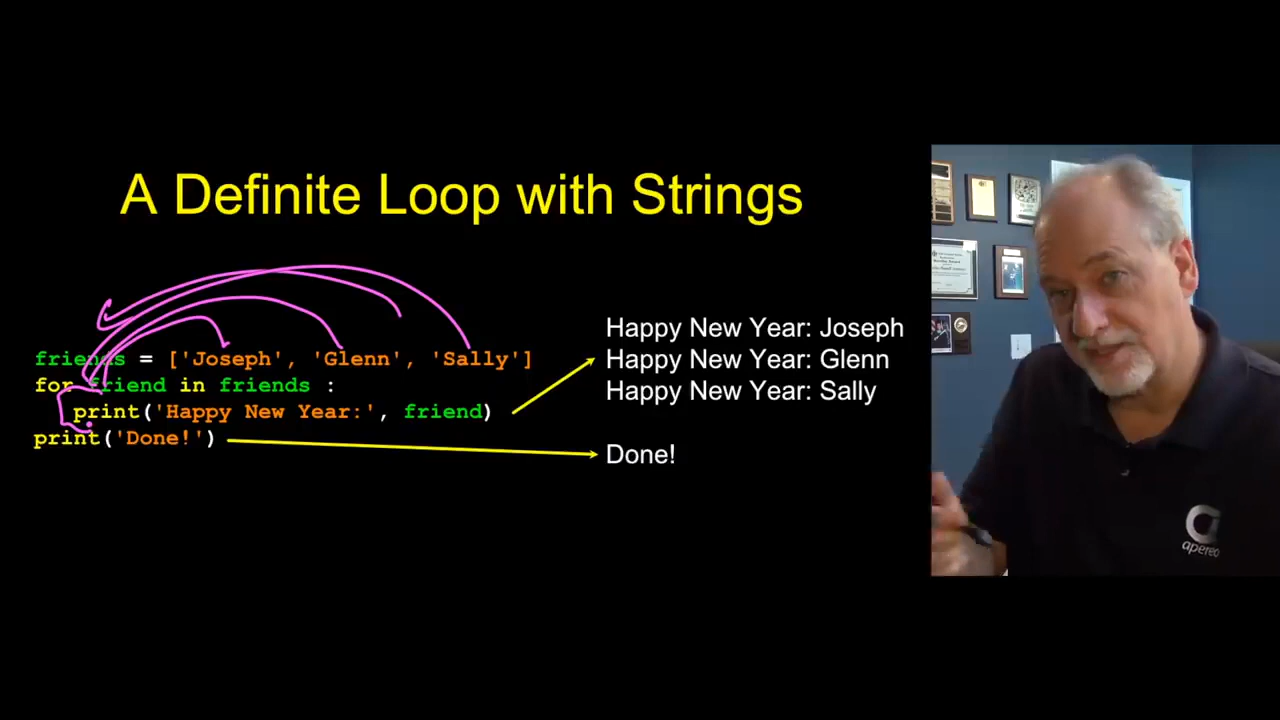 A Definite Loop with Strings
friends = ['Joseph', 'Glenn', 'Sally']
for friend in friends :
print('Happy New Year:', friend)
print('Done!')
Happy New Year: Joseph
Happy New Year: Glenn
Happy New Year: Sally
Done!
apereo